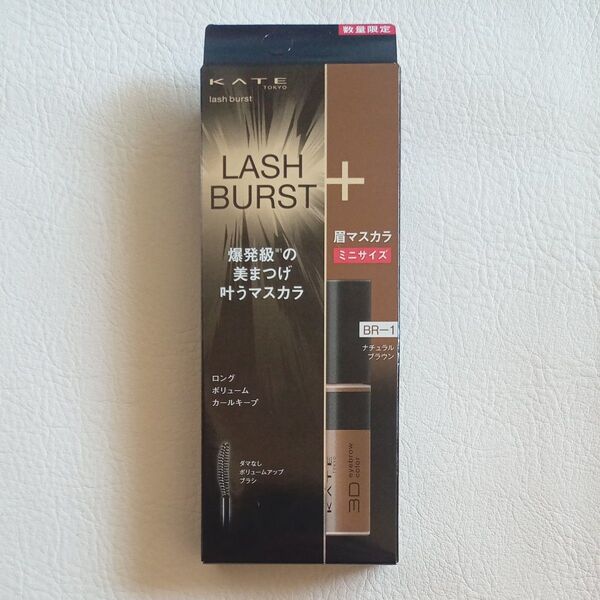 数量限定
KATE
TOKYO
lash burst
LASH
BURST
+
爆発級※1の
美まつげ
叶うマスカラ
眉マスカラ
ミニサイズ
BR-1
ナチュラル
ブラウン
ロング
ボリューム
カールキープ
ダマなし
ボリュームアップ
ブラシ
KATE
TOKYO
3D
eyebrow
color